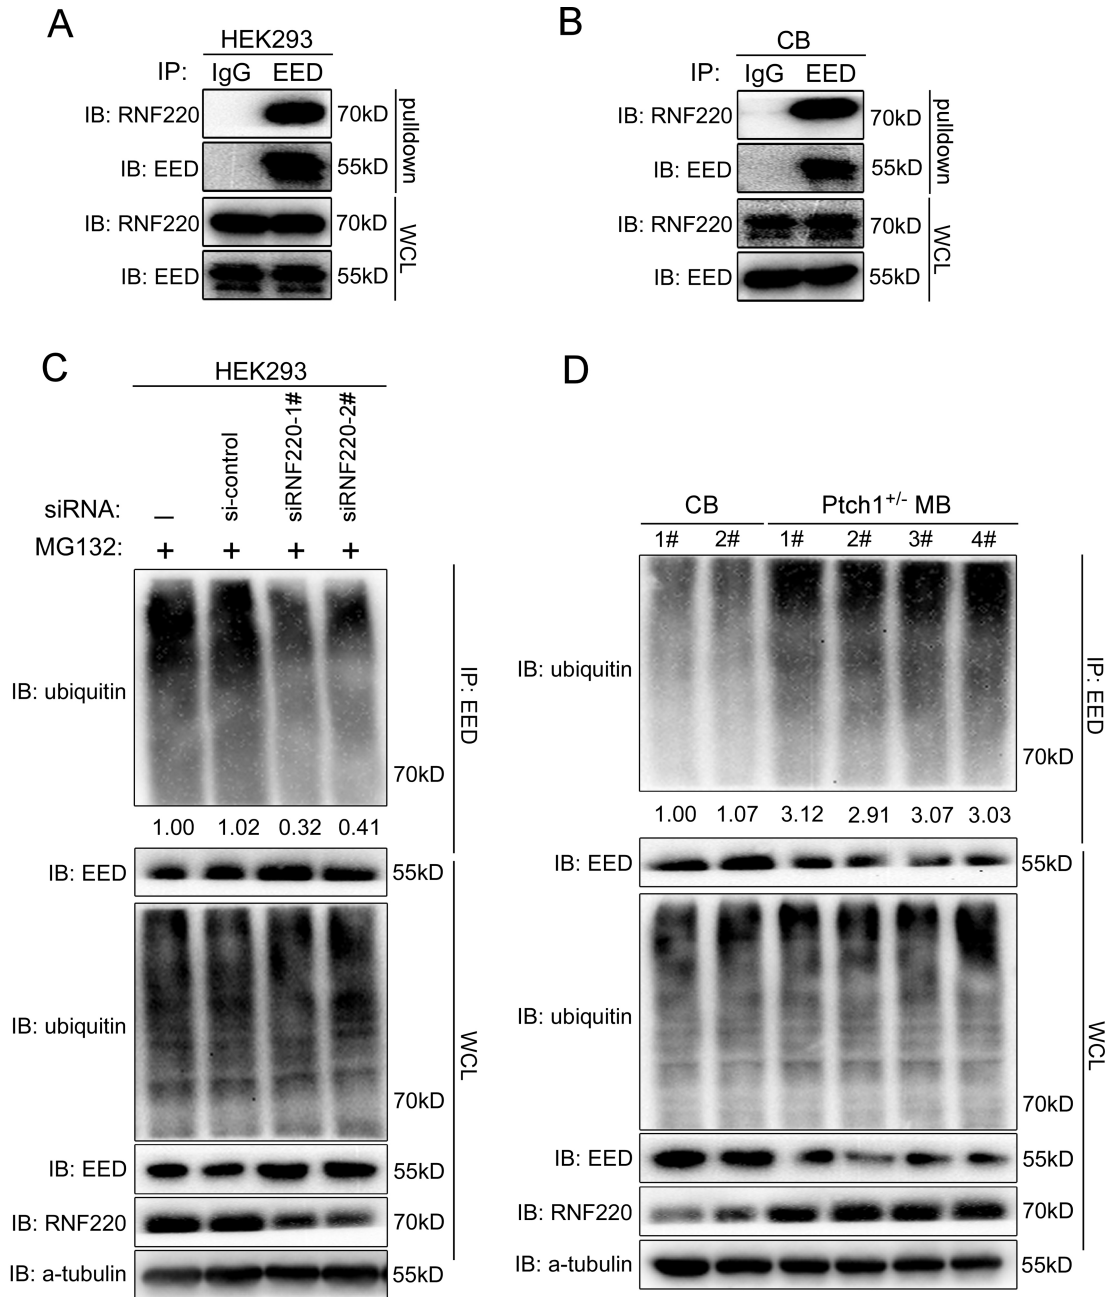 A
HEK293
IP: IgG EED
IB: RNF220 70kD
IB: EED 55kD
pulldown
IB: RNF220 70kD
IB: EED 55kD
WCL
B
CB
IP: IgG EED
IB: RNF220 70kD
IB: EED 55kD
pulldown
IB: RNF220 70kD
IB: EED 55kD
WCL
C
HEK293
siRNA: — si-control siRNF220-1# siRNF220-2#
MG132: + + + +
IB: ubiquitin
70kD
1.00 1.02 0.32 0.41
IP: EED
IB: EED 55kD
IB: ubiquitin
70kD
WCL
IB: EED 55kD
IB: RNF220 70kD
IB: a-tubulin 55kD
D
CB Ptch1+/- MB
1# 2# 1# 2# 3# 4#
IB: ubiquitin
70kD
1.00 1.07 3.12 2.91 3.07 3.03
IP: EED
IB: EED 55kD
IB: ubiquitin
70kD
WCL
IB: EED 55kD
IB: RNF220 70kD
IB: a-tubulin 55kD